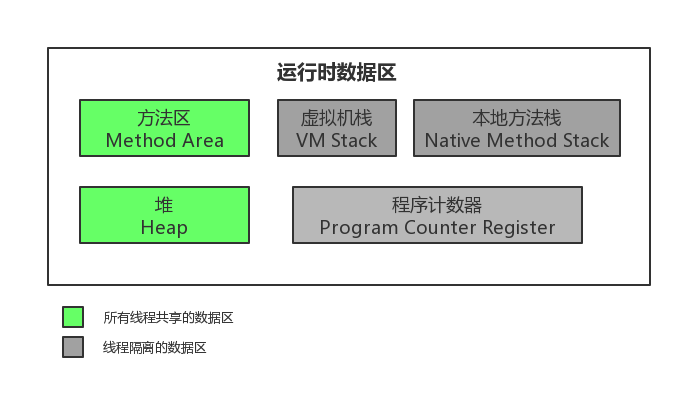 运行时数据区
方法区
Method Area
虚拟机栈
VM Stack
本地方法栈
Native Method Stack
堆
Heap
程序计数器
Program Counter Register
所有线程共享的数据区
线程隔离的数据区